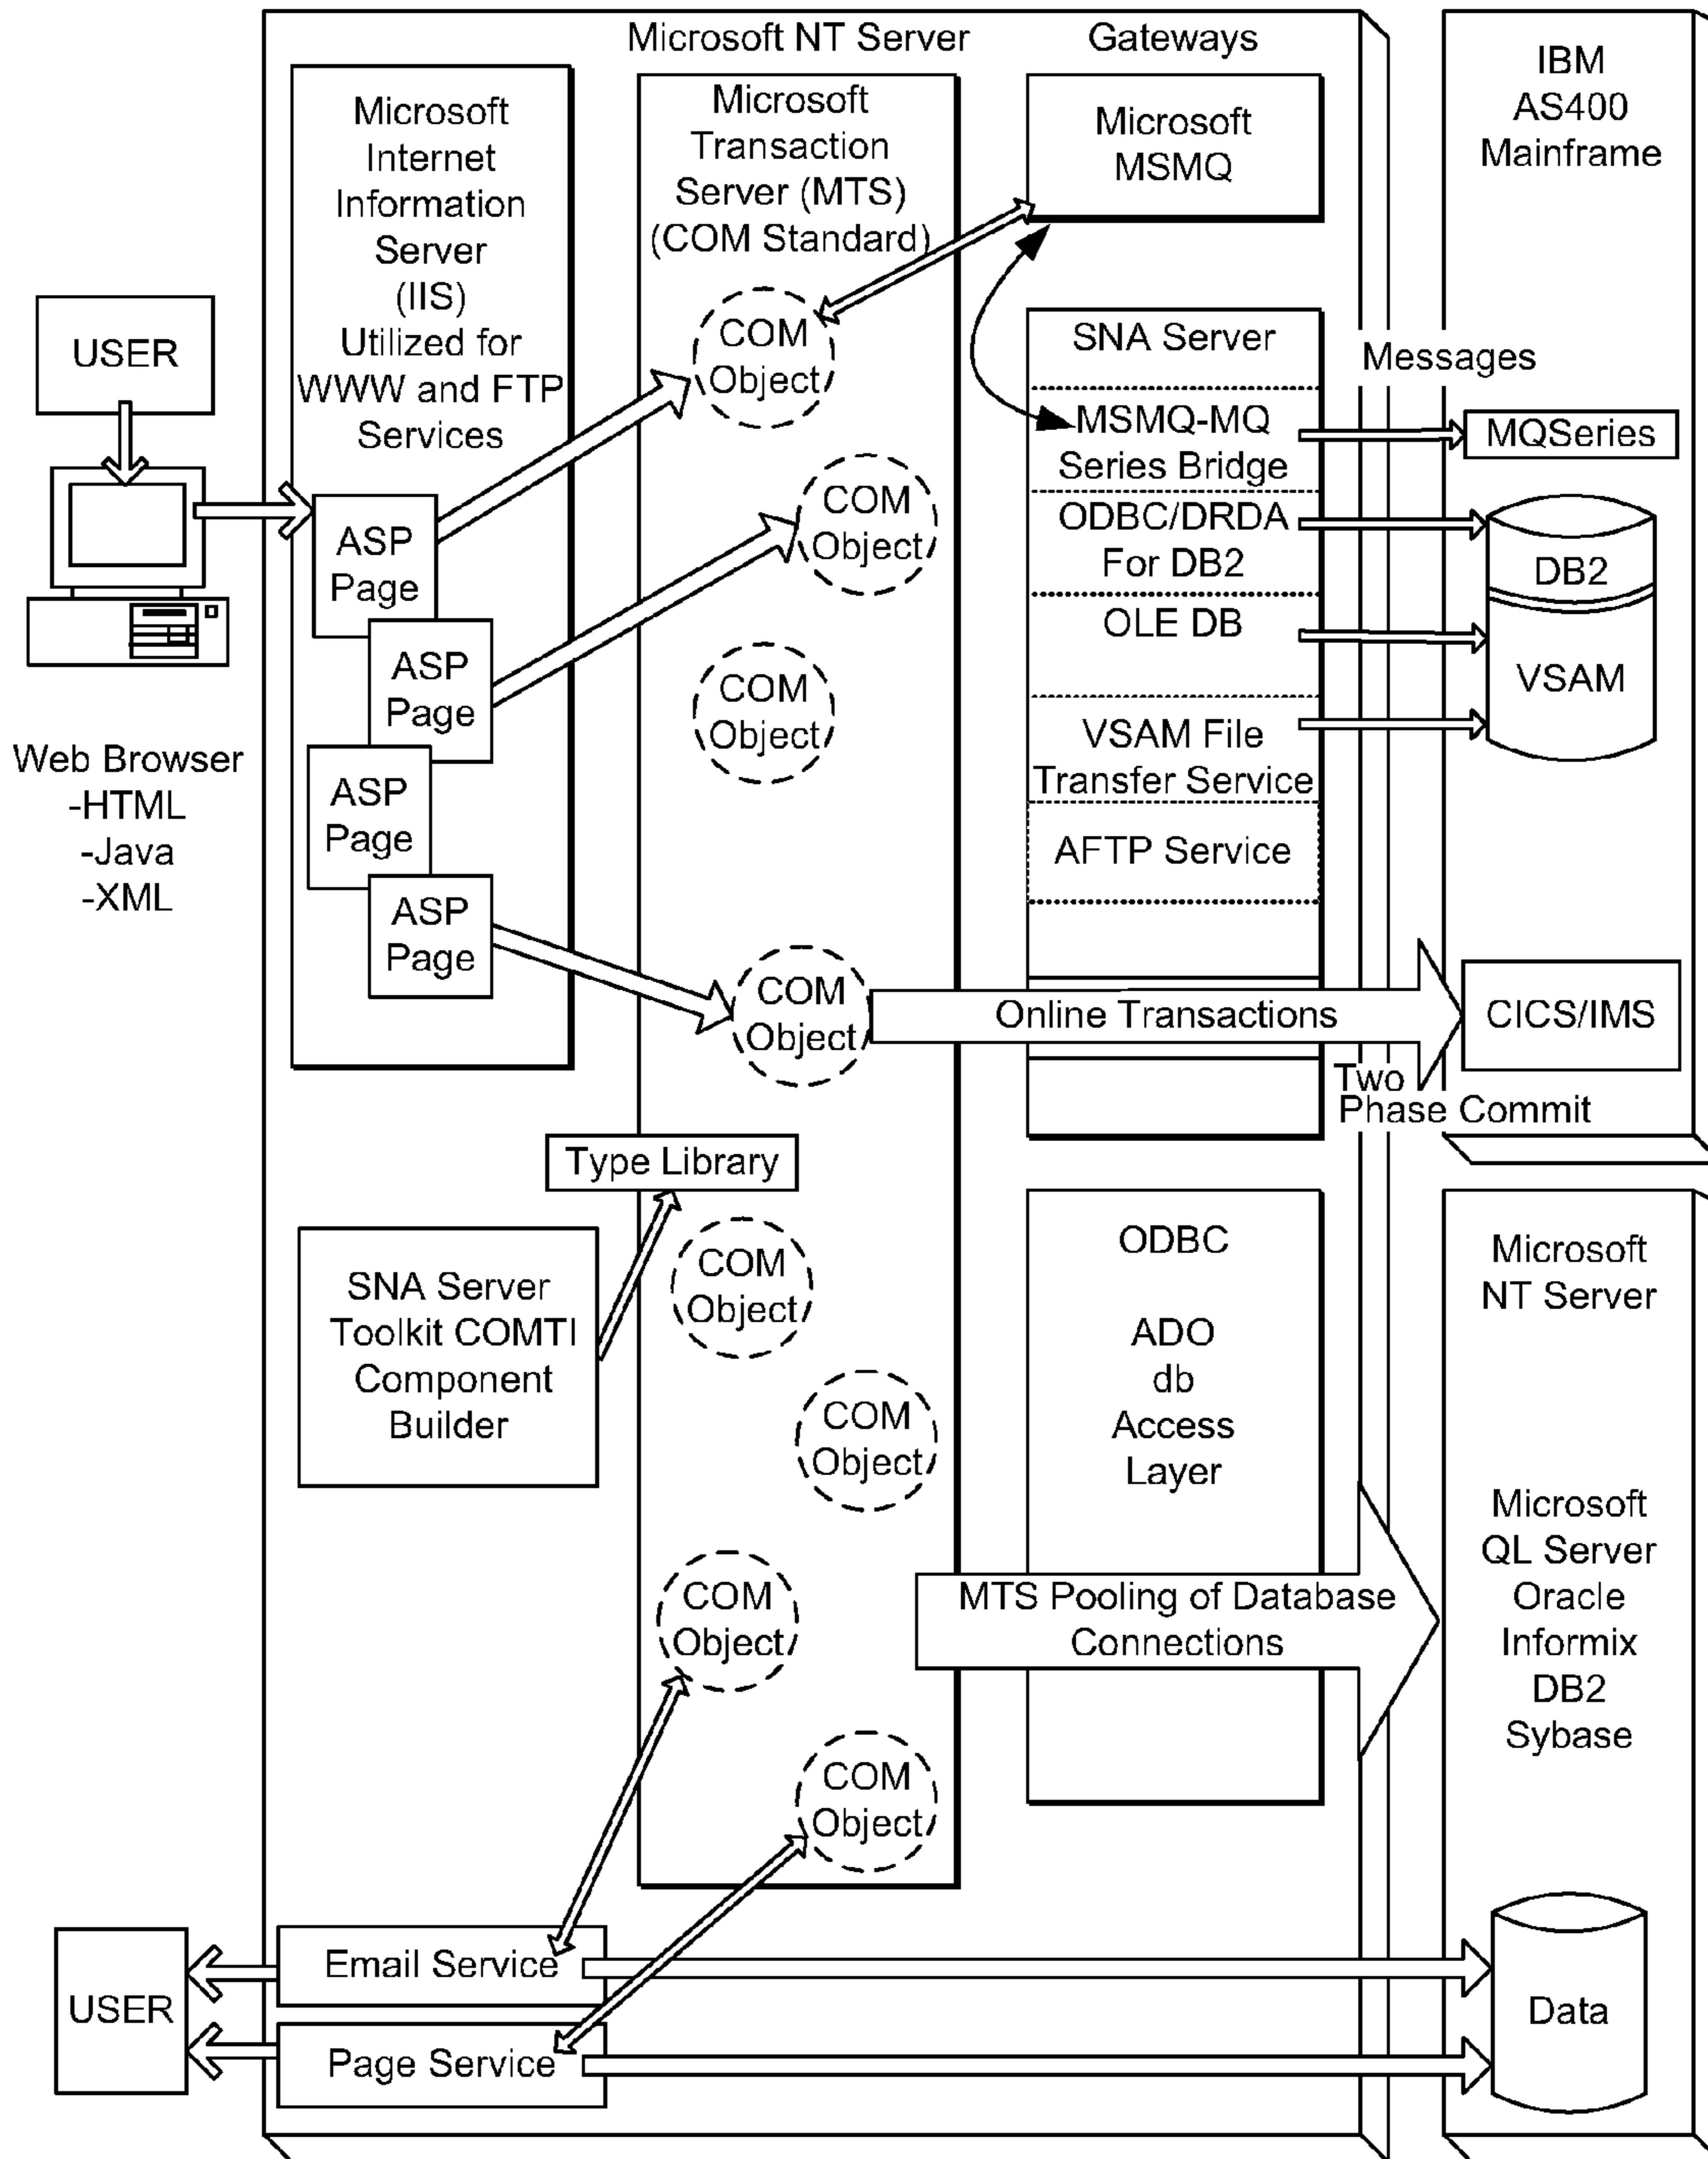 Microsoft NT Server
Gateways
IBM
AS400
Mainframe
Microsoft
Internet
Information
Server
(IIS)
Utilized for
WWW and FTP
Services
Microsoft
Transaction
Server (MTS)
(COM Standard)
Microsoft
MSMQ
USER
COM
Object
SNA Server
Messages
MSMQ-MQ
Series Bridge
MQSeries
ASP
Page
COM
Object
ODBC/DRDA
For DB2
DB2
OLE DB
VSAM
ASP
Page
COM
Object
VSAM File
Transfer Service
Web Browser
-HTML
-Java
-XML
ASP
Page
AFTP Service
ASP
Page
COM
Object
Online Transactions
CICS/IMS
Two
Phase Commit
Type Library
SNA Server
Toolkit COMTI
Component
Builder
COM
Object
COM
Object
ODBC
ADO
db
Access
Layer
Microsoft
NT Server
Microsoft
QL Server
Oracle
Informix
DB2
Sybase
COM
Object
MTS Pooling of Database
Connections
COM
Object
USER
Email Service
Page Service
Data